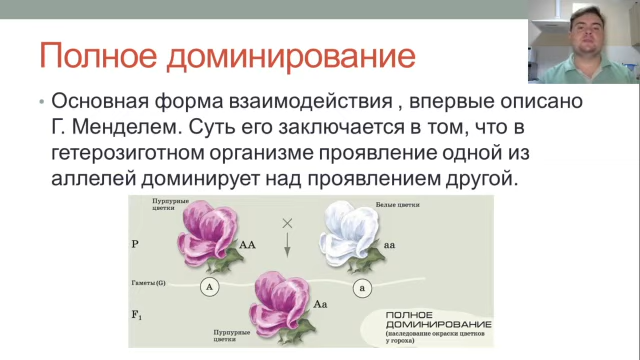 Полное доминирование
• Основная форма взаимодействия , впервые описано
Г. Менделем. Суть его заключается в том, что в
гетерозиготном организме проявление одной из
аллелей доминирует над проявлением другой.
Пурпурные
цветки
Белые цветки
P
AA
×
aa
Гаметы (G)
A
a
F1
Aa
Пурпурные
цветки
ПОЛНОЕ
ДОМИНИРОВАНИЕ
(наследование окраски цветков
у гороха)